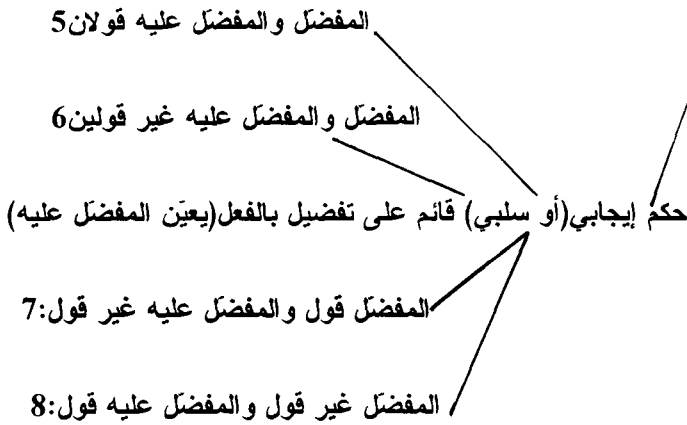 المفضّل والمفضّل عليه قولان5
المفضّل والمفضّل عليه غير قولين6
حكم إيجابي(أو سلبي) قائم على تفضيل بالفعل(يعيّن المفضّل عليه)
المفضّل قول والمفضّل عليه غير قول:7
المفضّل غير قول والمفضّل عليه قول:8